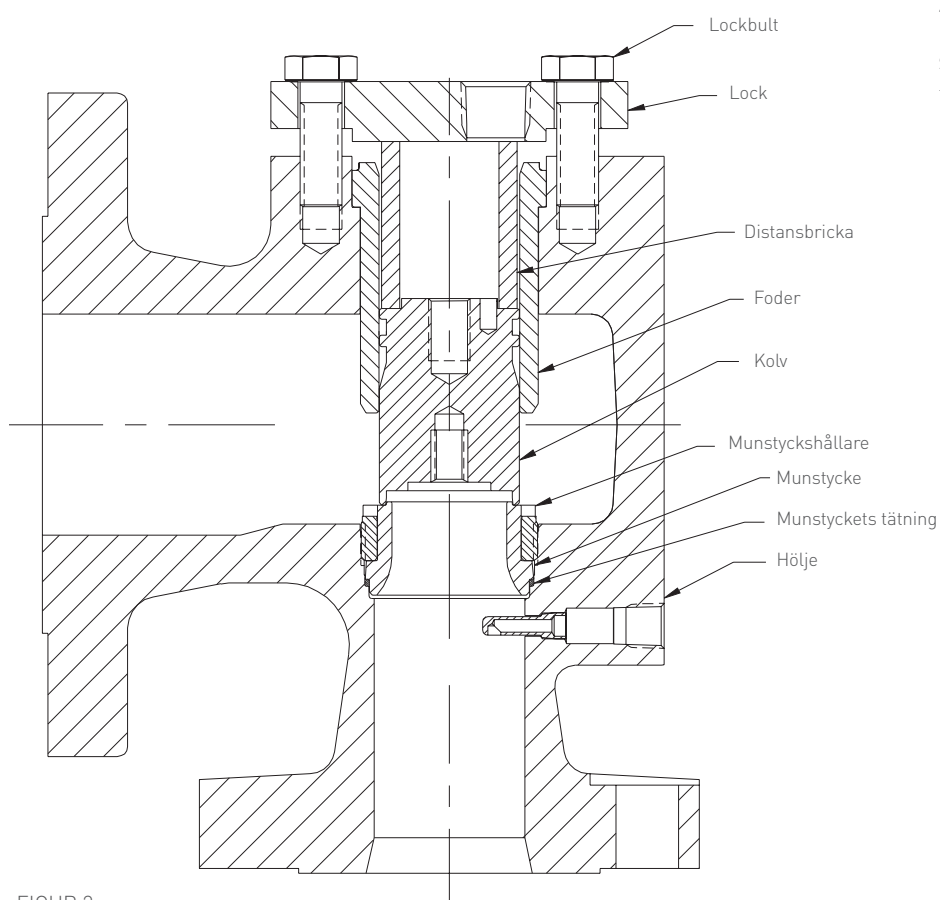 Lockbult
Lock
Distansbricka
Foder
Kolv
Munstyckshållare
Munstycke
Munstyckets tätning
Hölje